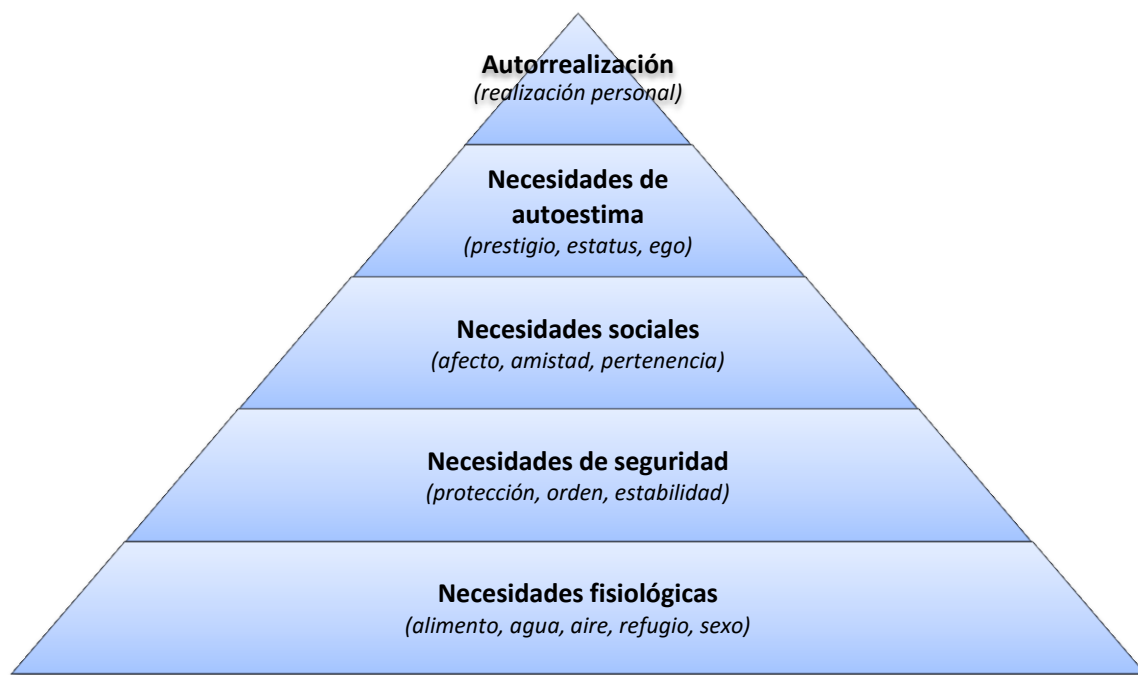 Autorrealización
(realización personal)
Necesidades de
autoestima
(prestigio, estatus, ego)
Necesidades sociales
(afecto, amistad, pertenencia)
Necesidades de seguridad
(protección, orden, estabilidad)
Necesidades fisiológicas
(alimento, agua, aire, refugio, sexo)